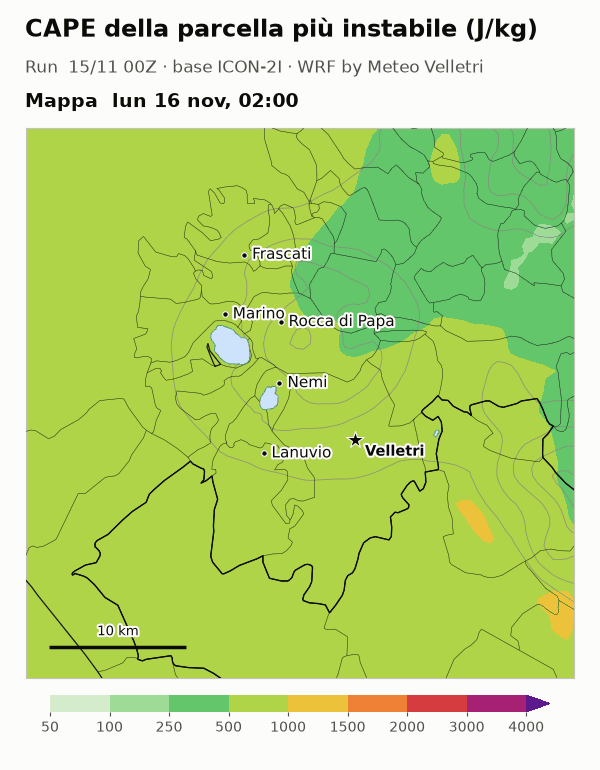 CAPE della parcella più instabile (J/kg)
Run  15/11 00Z · base ICON-2I · WRF by Meteo Velletri
Mappa  lun 16 nov, 02:00
Frascati
Marino
Rocca di Papa
Nemi
Velletri
Lanuvio
10 km
50 100 250 500 1000 1500 2000 3000 4000